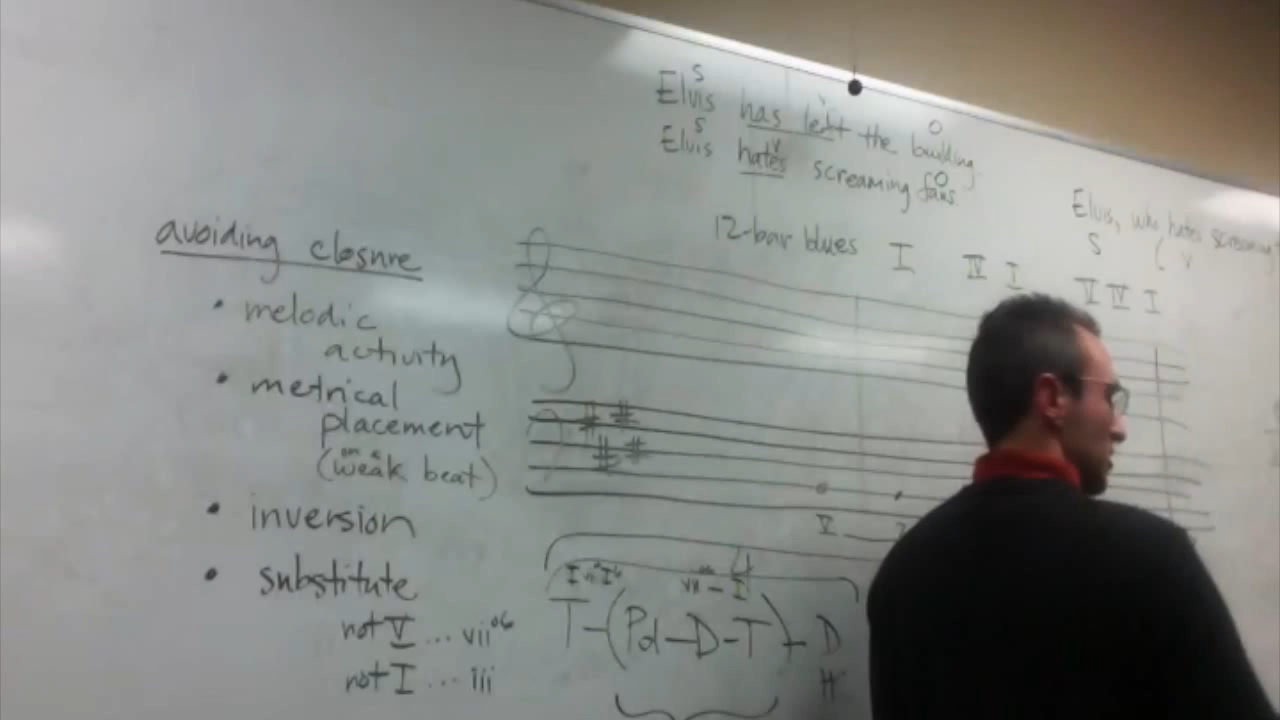 S
Elvis has left the building
V O
S
Elvis hates screaming fans
V O
Elvis, who hates screaming
S ( V
12-bar blues I IV I V IV I
avoiding closure
• melodic
activity
• metrical
placement
(on a weak beat)
• inversion
• substitute
not V ... vii°6
not I ... iii
V
T-(Pd-D-T)-D